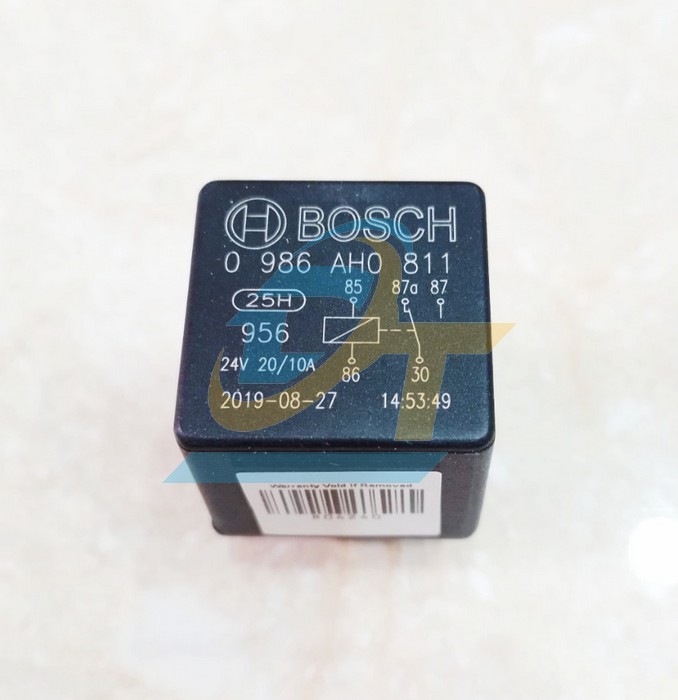 BOSCH
0 986 AH0 811
25H
85 87a 87
956
24V 20/10A
86 30
2019-08-27 14:53:49
Warranty Void if Removed